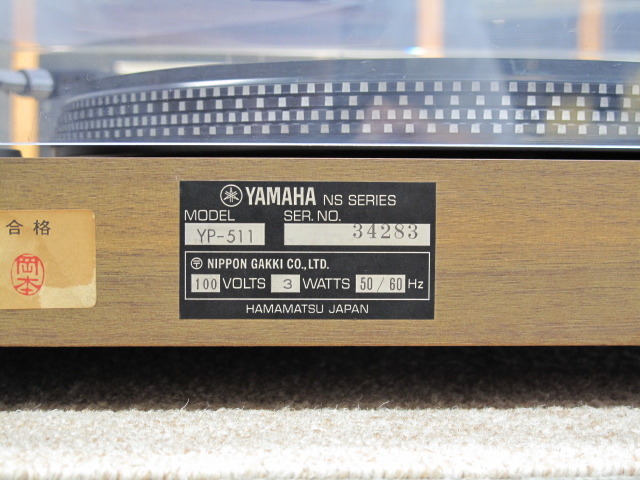 YAMAHA NS SERIES
MODEL SER. NO.
YP-511 34283
〒 NIPPON GAKKI CO., LTD.
100 VOLTS 3 WATTS 50/60 Hz
HAMAMATSU JAPAN
合格
岡本